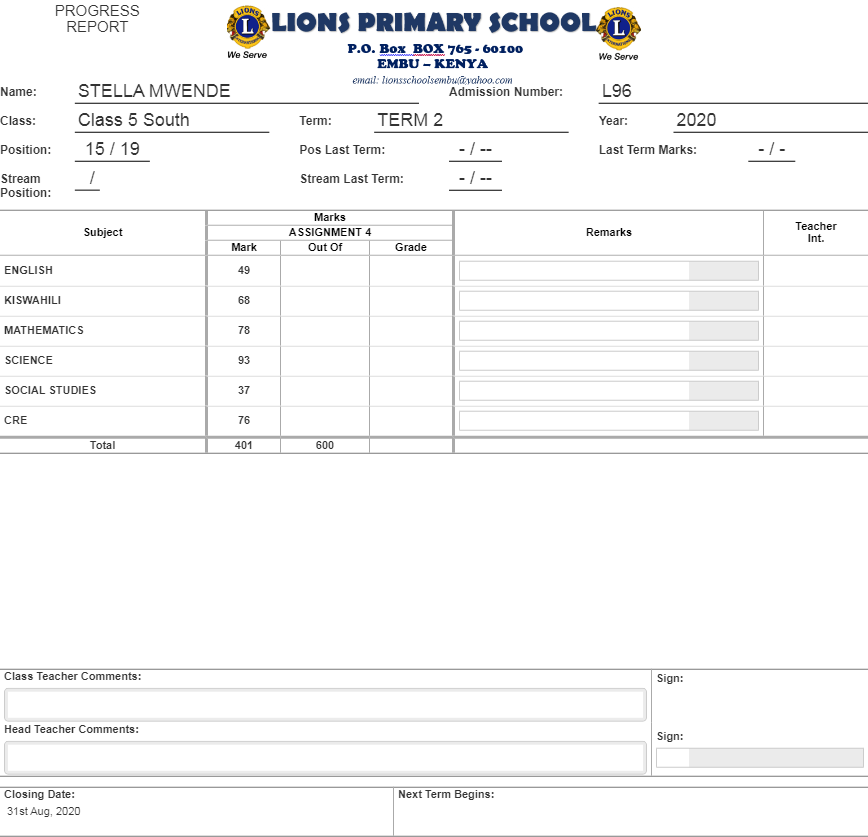 PROGRESS
REPORT
LIONS PRIMARY SCHOOL
LIONS
L
INTERNATIONAL
We Serve
LIONS
L
INTERNATIONAL
We Serve
P.O. Box BOX 765 - 60100
EMBU – KENYA
email: lionsschoolsembu@yahoo.com
Name: STELLA MWENDE Admission Number: L96
Class: Class 5 South Term: TERM 2 Year: 2020
Position: 15 / 19 Pos Last Term: - / -- Last Term Marks: - / -
Stream Position: / Stream Last Term: - / --
Subject Marks Remarks Teacher Int.
ASSIGNMENT 4
Mark Out Of Grade
ENGLISH 49
KISWAHILI 68
MATHEMATICS 78
SCIENCE 93
SOCIAL STUDIES 37
CRE 76
Total 401 600
Class Teacher Comments: Sign:
Head Teacher Comments: Sign:
Closing Date: Next Term Begins:
31st Aug, 2020